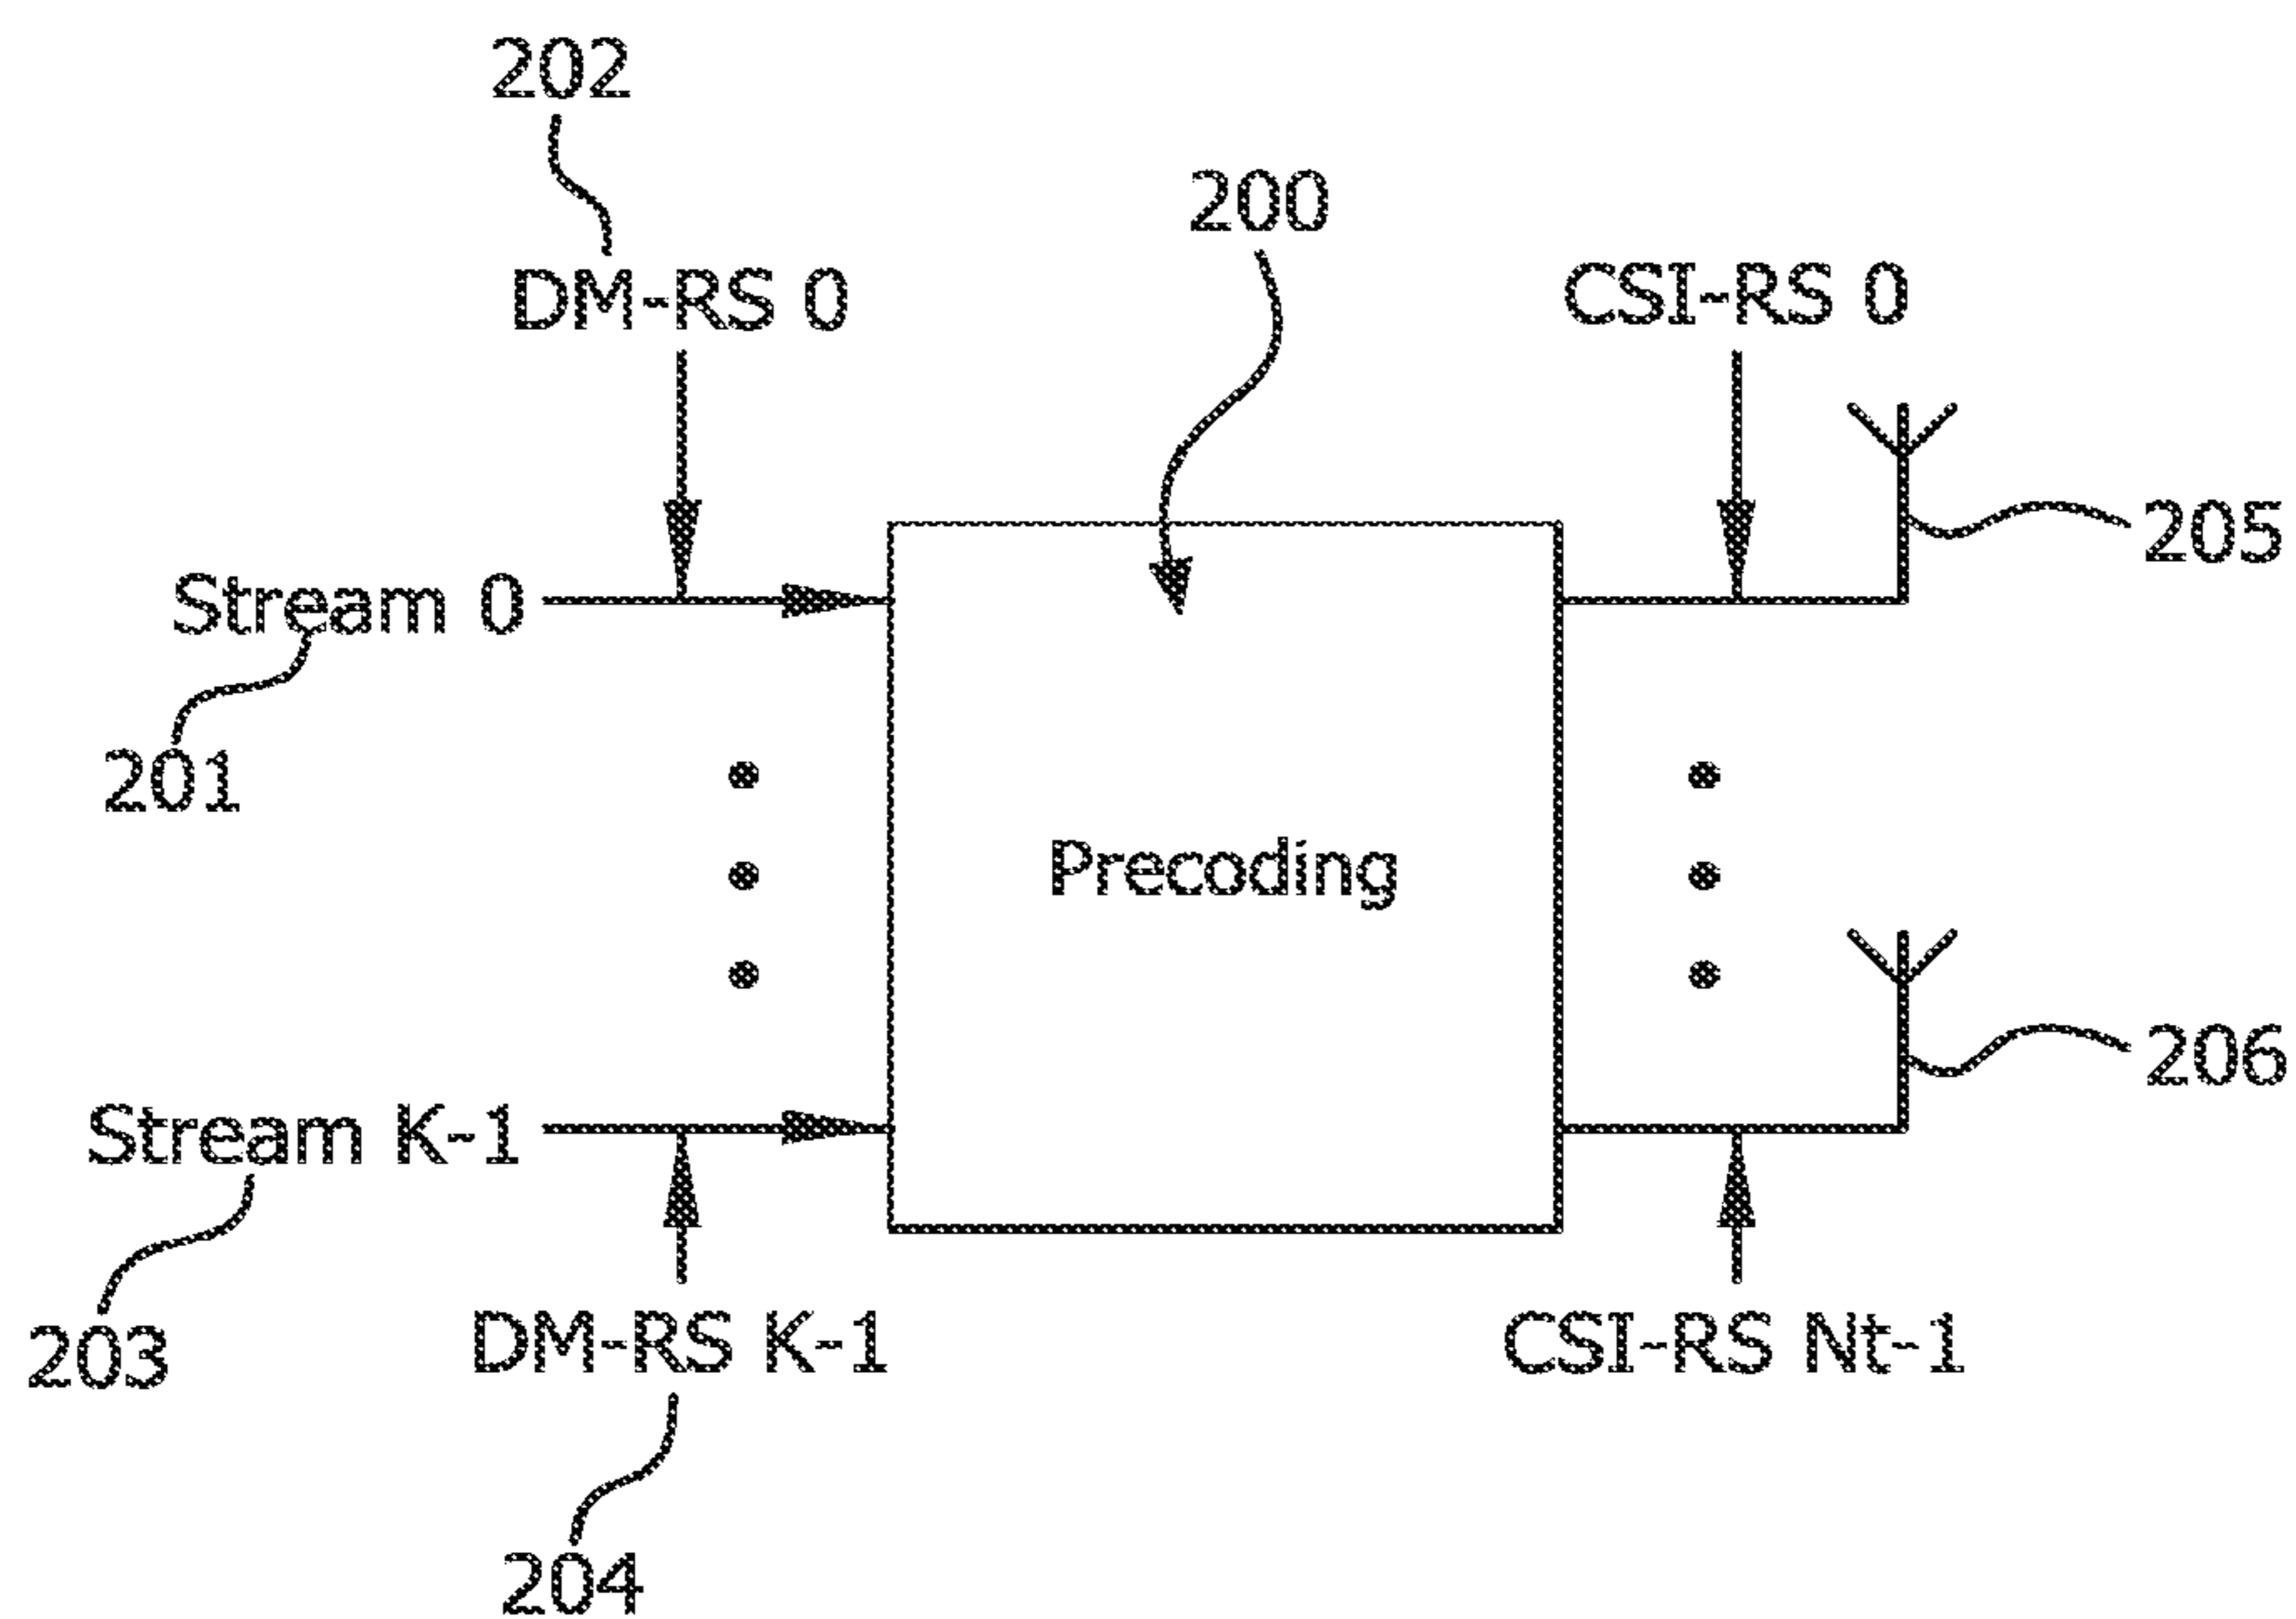 202
200
DM-RS 0
CSI-RS 0
205
Stream 0
201
Precoding
206
Stream K-1
203
DM-RS K-1
CSI-RS Nt-1
204